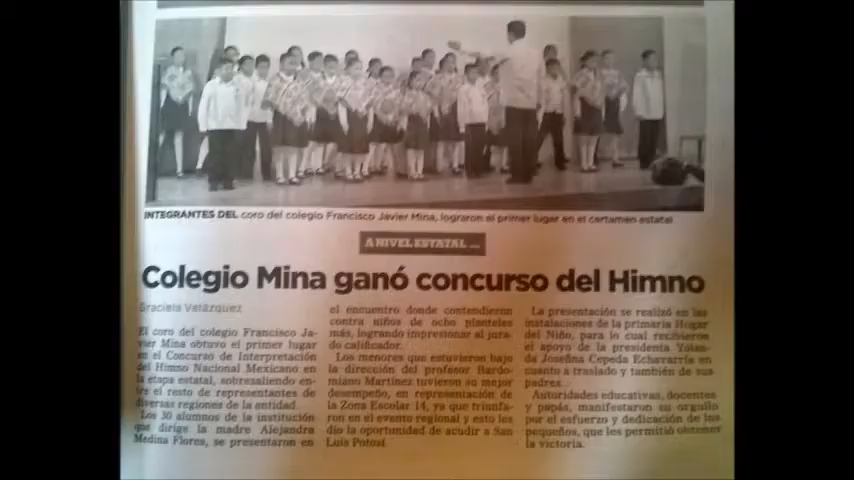 INTEGRANTES DEL coro del colegio Francisco Javier Mina, lograron el primer lugar en el certamen estatal
A NIVEL ESTATAL ...
Colegio Mina ganó concurso del Himno
Graciela Velázquez
El coro del colegio Francisco Ja-
vier Mina obtuvo el primer lugar
en el Concurso de Interpretación
del Himno Nacional Mexicano en
la etapa estatal, sobresaliendo en-
tre el resto de representantes de
diversas regiones de la entidad.
Los 30 alumnos de la institución
que dirige la madre Alejandra
Medina Flores, se presentaron en
el encuentro donde contendieron
contra niños de ocho planteles
más, logrando impresionar al jura-
do calificador.
Los menores que estuvieron bajo
la dirección del profesor Bardo-
miano Martínez tuvieron su mejor
desempeño, en representación de
la Zona Escolar 14, ya que triunfa-
ron en el evento regional y esto les
dio la oportunidad de acudir a San
Luis Potosí.
La presentación se realizó en las
instalaciones de la primaria Hogar
del Niño, para lo cual recibieron
el apoyo de la presidenta Yolan-
da Josefina Cepeda Echavarría en
cuanto a traslado y también de sus
padres.
Autoridades educativas, docentes
y papás, manifestaron su orgullo
por el esfuerzo y dedicación de los
pequeños, que les permitió obtener
la victoria.